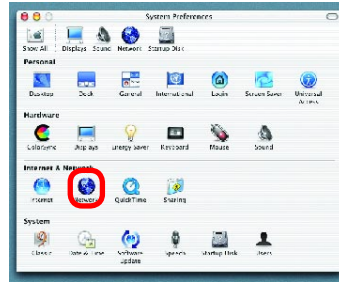 System Preferences
Show All Displays Sound Network Startup Disk
Personal
Desktop Dock General International Login Screen Saver Universal Access
Hardware
ColorSync Displays Energy Saver Keyboard Mouse Sound
Internet & Network
Internet Network QuickTime Sharing
System
Classic Date & Time Software Update Speech Startup Disk Users